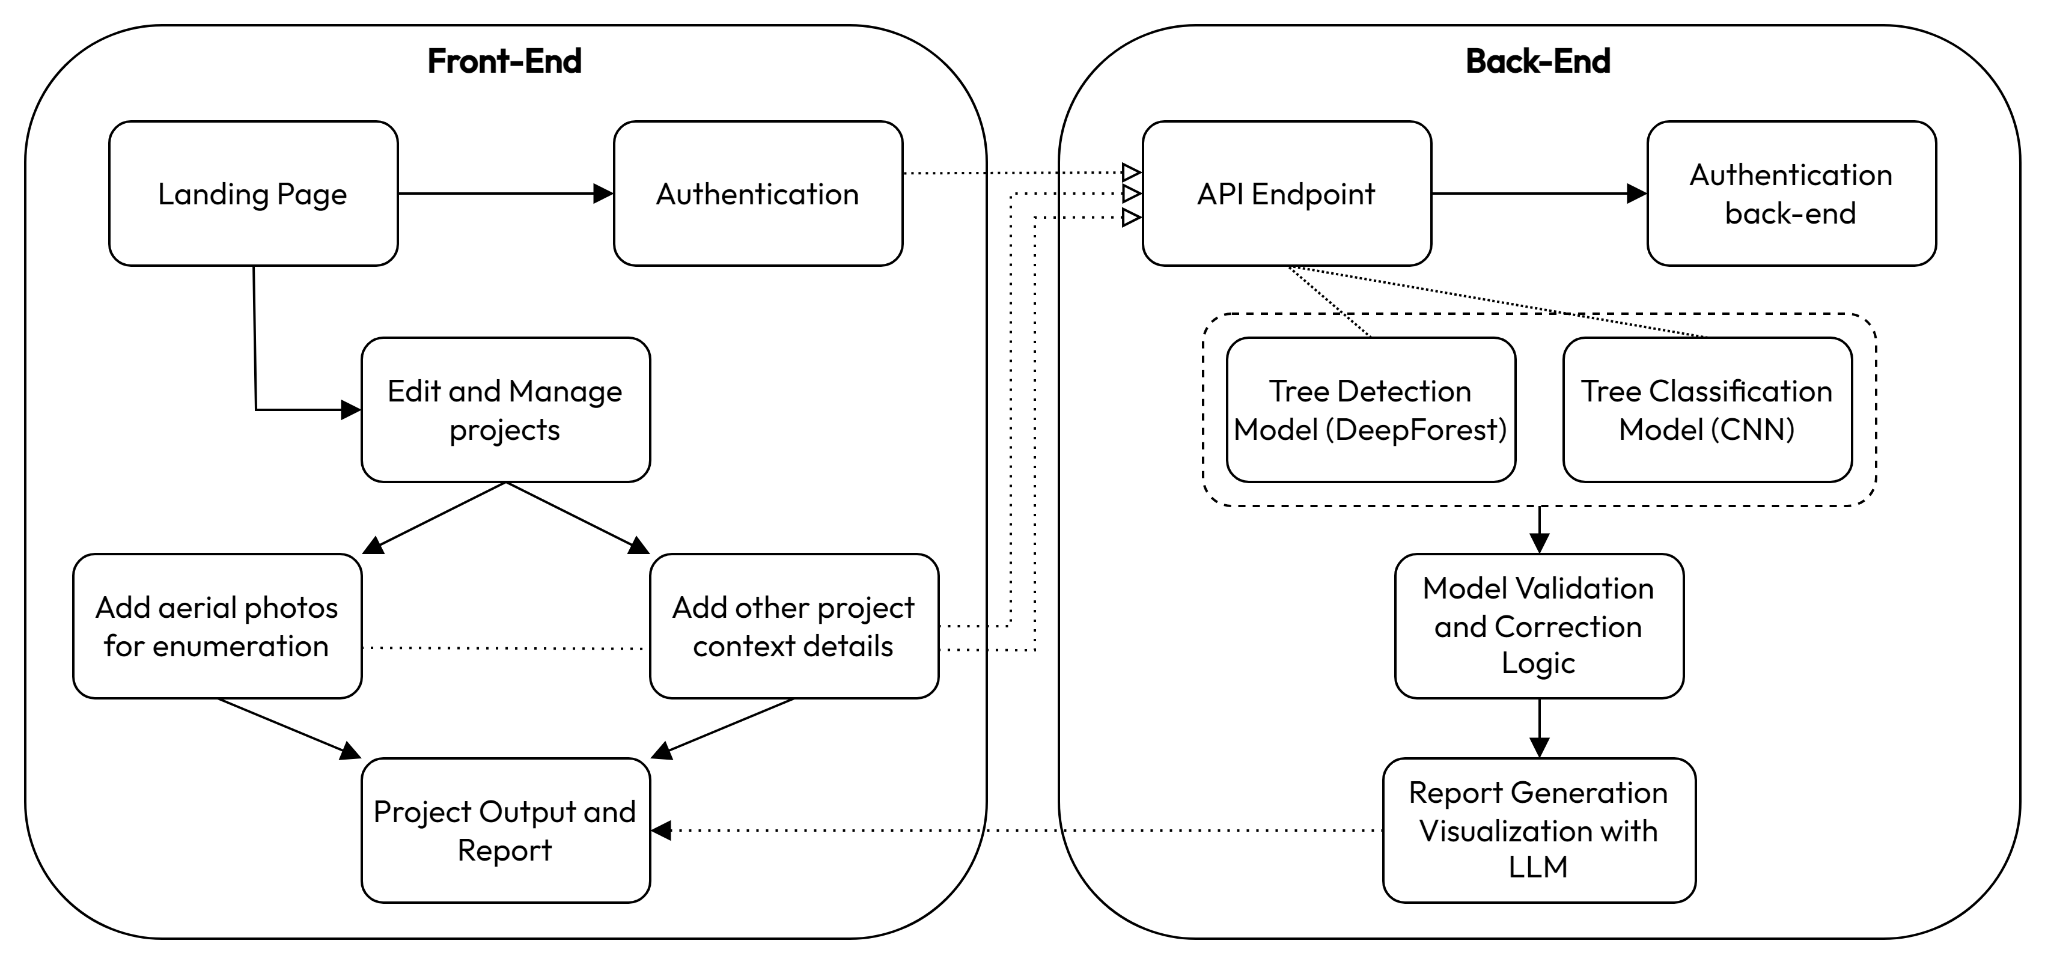 Front-End
Landing Page
Authentication
Edit and Manage
projects
Add aerial photos
for enumeration
Add other project
context details
Project Output and
Report
Back-End
API Endpoint
Authentication
back-end
Tree Detection
Model (DeepForest)
Tree Classification
Model (CNN)
Model Validation
and Correction
Logic
Report Generation
Visualization with
LLM